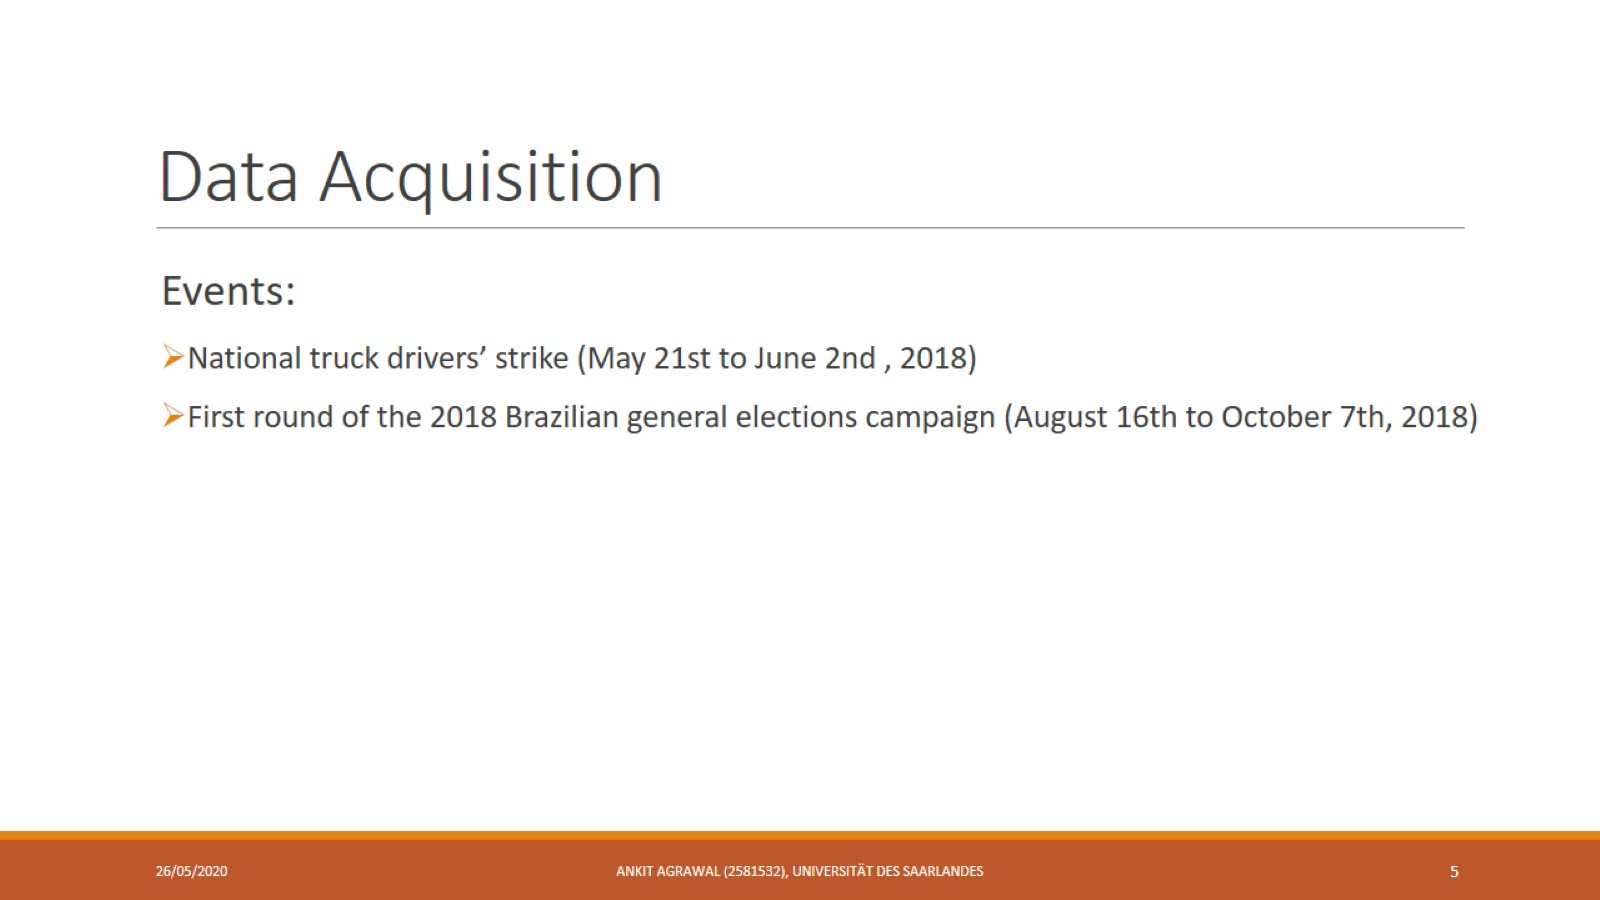 Data Acquisition
Events:
National truck drivers’ strike (May 21st to June 2nd , 2018)
First round of the 2018 Brazilian general elections campaign (August 16th to October 7th, 2018)
26/05/2020
ANKIT AGRAWAL (2581532), UNIVERSITÄT DES SAARLANDES
5